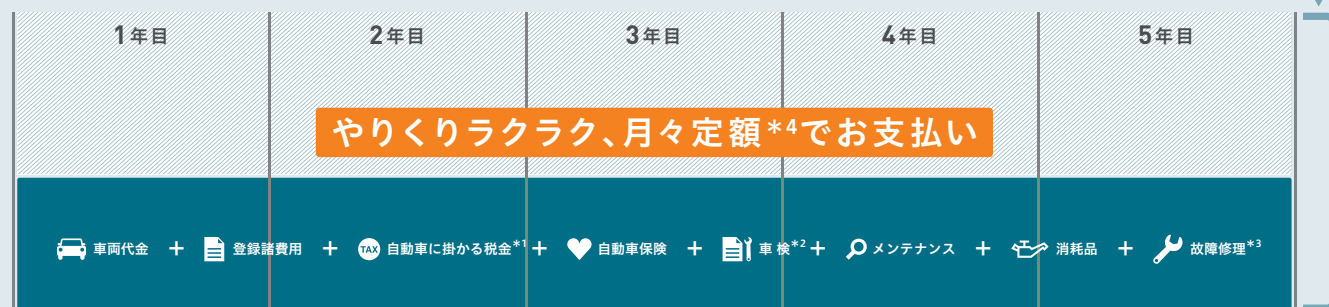 1年目 2年目 3年目 4年目 5年目
やりくりラクラク、月々定額*4でお支払い
車両代金 + 登録諸費用 + TAX 自動車に掛かる税金*1 + 自動車保険 + 車検*2 + メンテナンス + 消耗品 + 故障修理*3